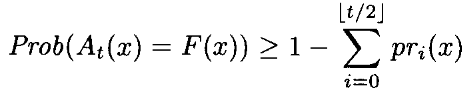 Prob(A_t(x) = F(x)) ≥ 1 − ∑_{i=0}^{⌊t/2⌋} pr_i(x)